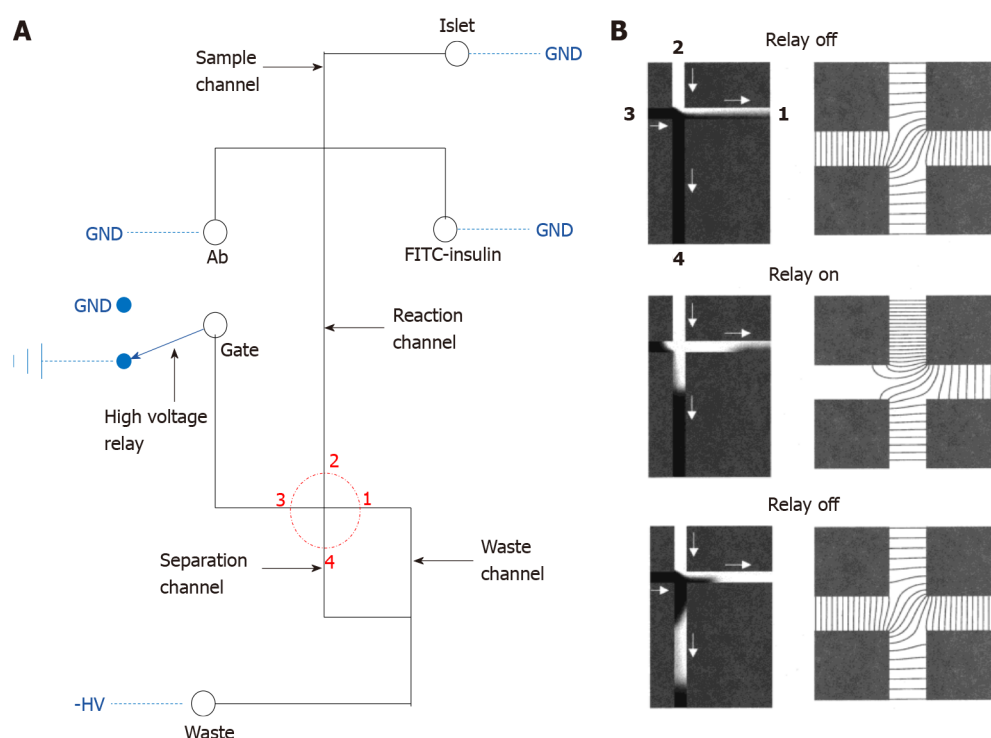 A
Islet
Sample
channel
GND
GND
Ab
FITC-insulin
GND
GND
Gate
Reaction
channel
High voltage
relay
2
3
1
4
Separation
channel
Waste
channel
-HV
Waste
B
Relay off
2
3
1
4
Relay on
Relay off